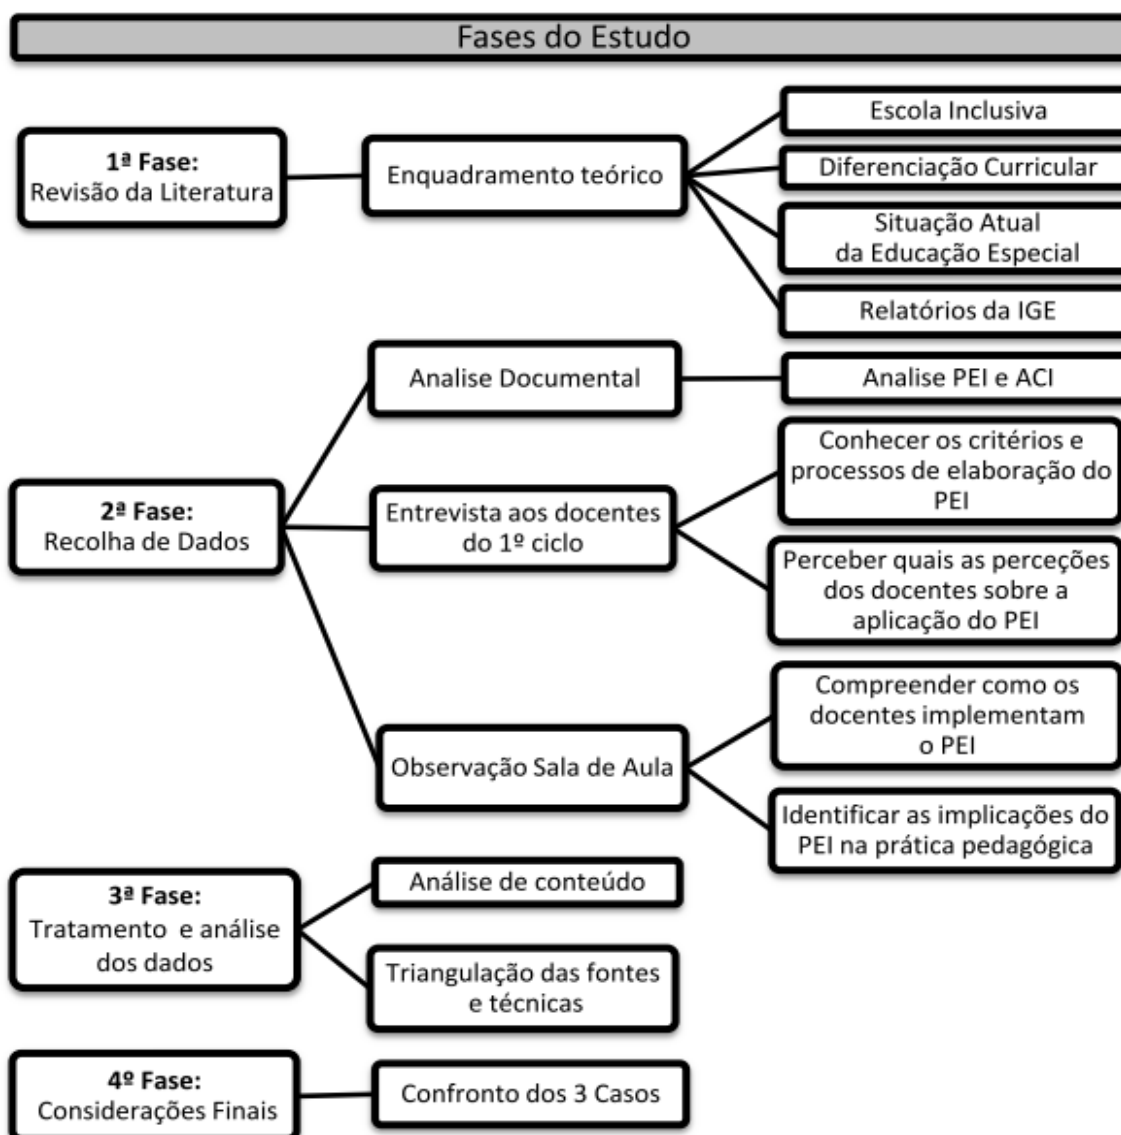 Fases do Estudo
1ª Fase:
Revisão da Literatura
Enquadramento teórico
Escola Inclusiva
Diferenciação Curricular
Situação Atual
da Educação Especial
Relatórios da IGE
2ª Fase:
Recolha de Dados
Analise Documental
Analise PEI e ACI
Entrevista aos docentes
do 1º ciclo
Conhecer os critérios e
processos de elaboração do
PEI
Perceber quais as perceções
dos docentes sobre a
aplicação do PEI
Observação Sala de Aula
Compreender como os
docentes implementam
o PEI
Identificar as implicações do
PEI na prática pedagógica
3ª Fase:
Tratamento e análise
dos dados
Análise de conteúdo
Triangulação das fontes
e técnicas
4º Fase:
Considerações Finais
Confronto dos 3 Casos